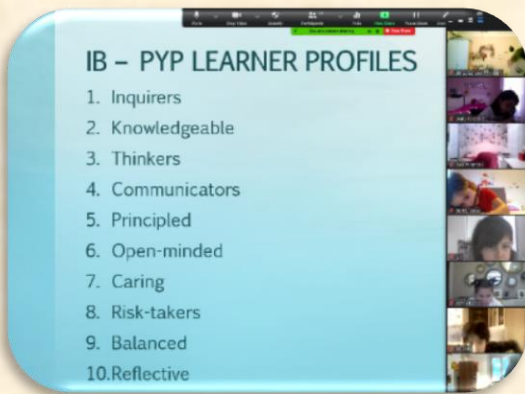 IB – PYP LEARNER PROFILES
1. Inquirers
2. Knowledgeable
3. Thinkers
4. Communicators
5. Principled
6. Open-minded
7. Caring
8. Risk-takers
9. Balanced
10.Reflective